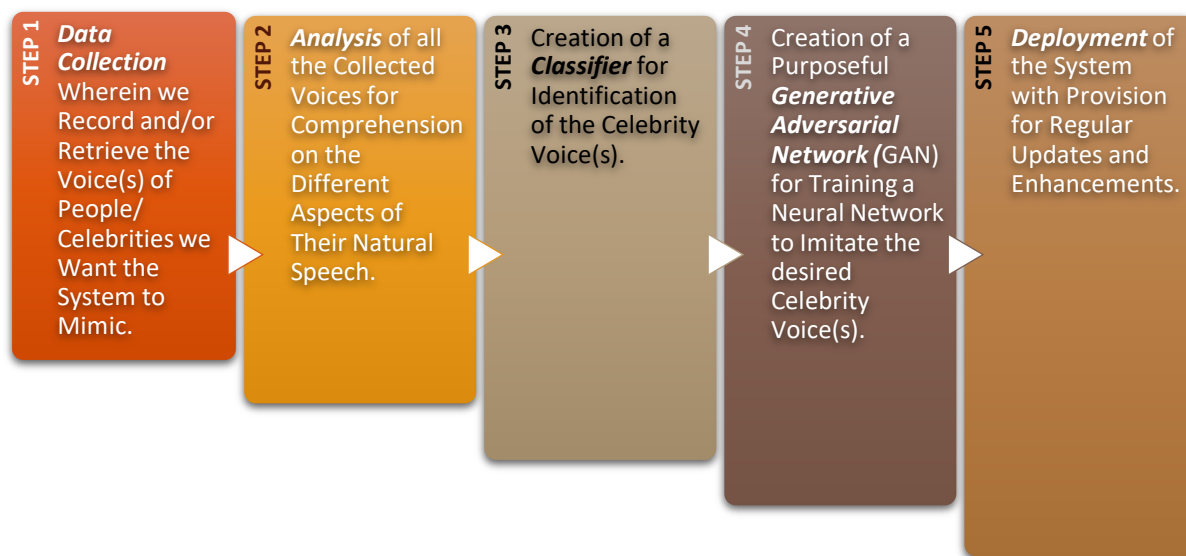 STEP 1
Data
Collection
Wherein we
Record and/or
Retrieve the
Voice(s) of
People/
Celebrities we
Want the
System to
Mimic.
STEP 2
Analysis of all
the Collected
Voices for
Comprehension
on the
Different
Aspects of
Their Natural
Speech.
STEP 3
Creation of a
Classifier for
Identification
of the Celebrity
Voice(s).
STEP 4
Creation of a
Purposeful
Generative
Adversarial
Network (GAN)
for Training a
Neural Network
to Imitate the
desired
Celebrity
Voice(s).
STEP 5
Deployment of
the System
with Provision
for Regular
Updates and
Enhancements.